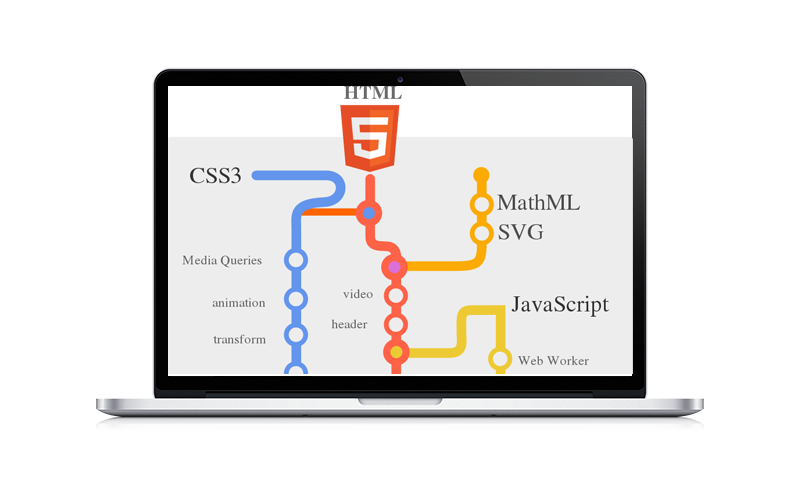 HTML
5
CSS3
MathML
SVG
Media Queries
video
animation
JavaScript
header
transform
Web Worker